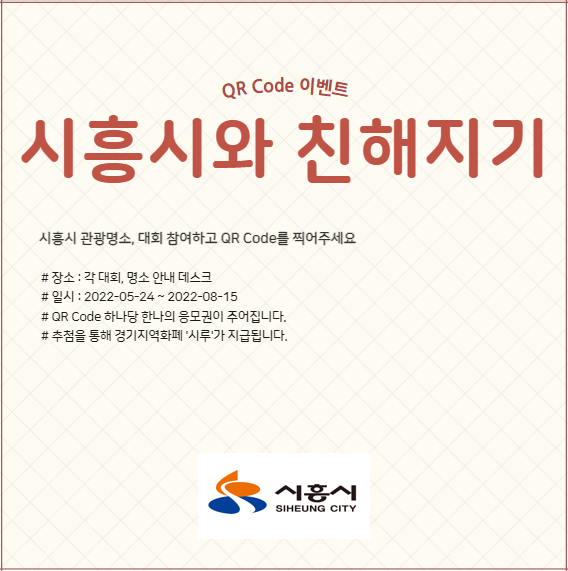 QR Code 이벤트
시흥시와 친해지기
시흥시 관광명소, 대회 참여하고 QR Code를 찍어주세요
# 장소 : 각 대회, 명소 안내 데스크
# 일시 : 2022-05-24 ~ 2022-08-15
# QR Code 하나당 한나의 응모권이 주어집니다.
# 추첨을 통해 경기지역화폐 '시루'가 지급됩니다.
시흥시
SIHEUNG CITY